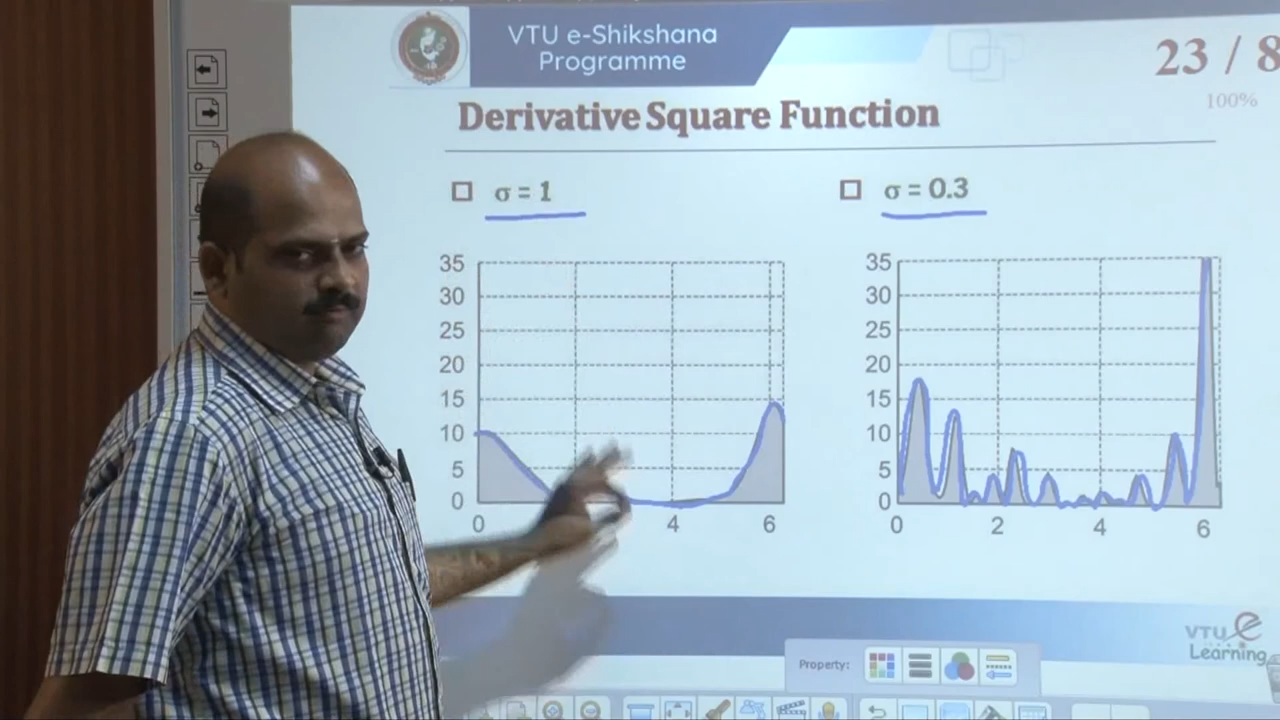 VTU e-Shikshana
Programme
23 / 8
100%
Derivative Square Function
σ = 1
σ = 0.3
35
30
25
20
15
10
5
0
0
4
6
35
30
25
20
15
10
5
0
0
2
4
6
VTU e
Learning
Property: